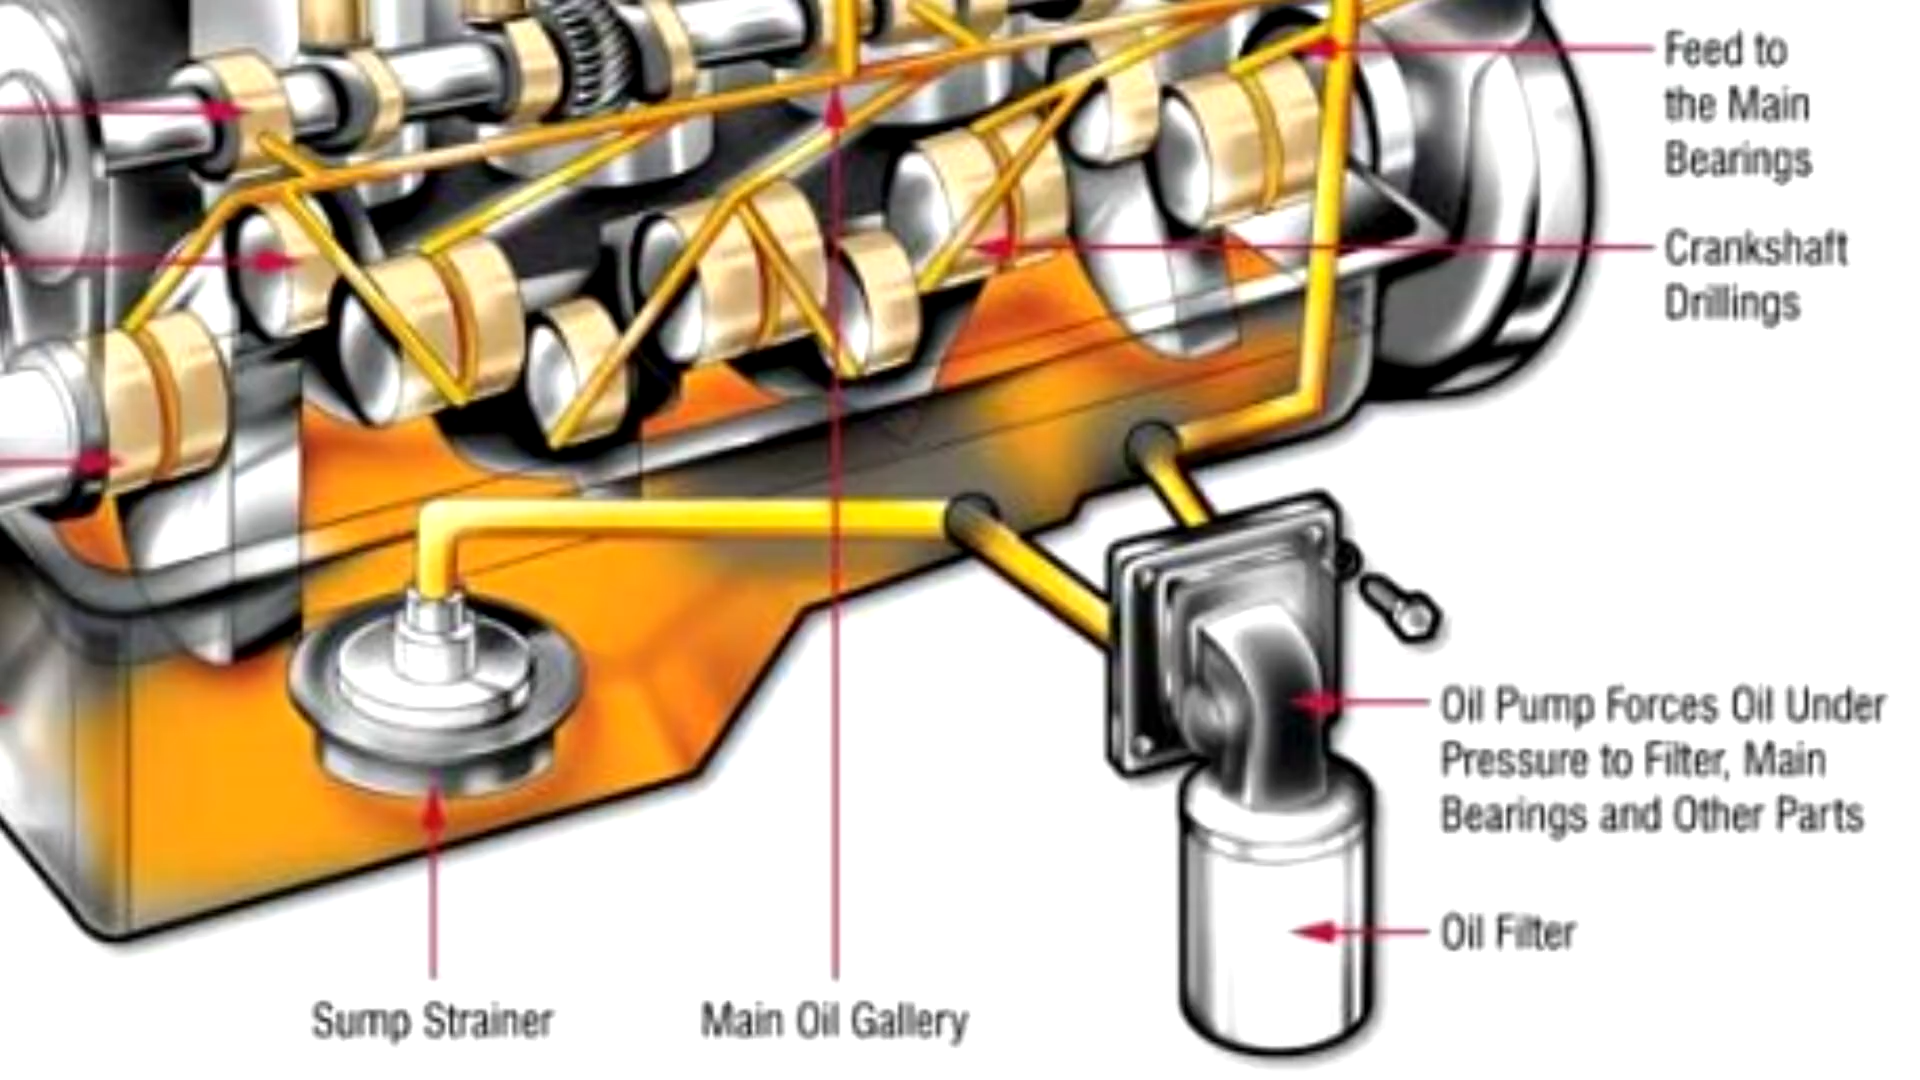 Feed to
the Main
Bearings
Crankshaft
Drillings
Oil Pump Forces Oil Under
Pressure to Filter, Main
Bearings and Other Parts
Oil Filter
Sump Strainer
Main Oil Gallery